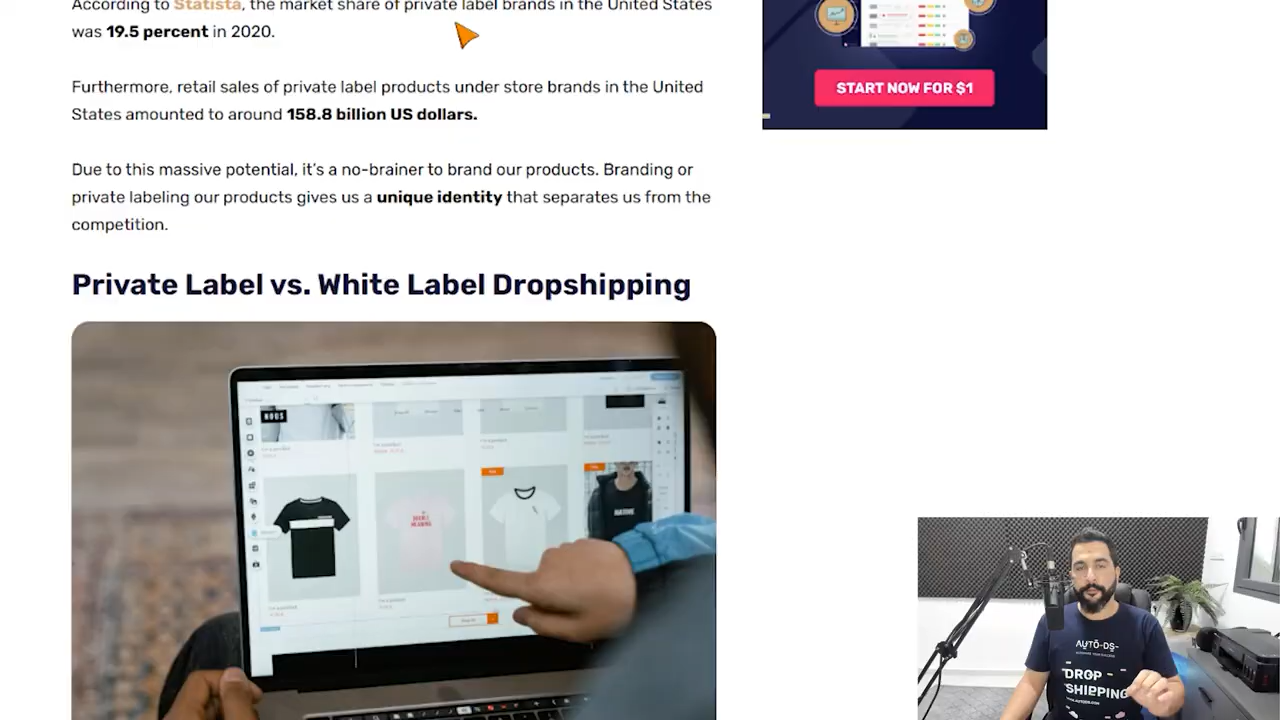 According to Statista, the market share of private label brands in the United States
was 19.5 percent in 2020.
Furthermore, retail sales of private label products under store brands in the United
States amounted to around 158.8 billion US dollars.
Due to this massive potential, it's a no-brainer to brand our products. Branding or
private labeling our products gives us a unique identity that separates us from the
competition.
START NOW FOR $1
Private Label vs. White Label Dropshipping
AUTO-DS-
DROP
SHIPPING